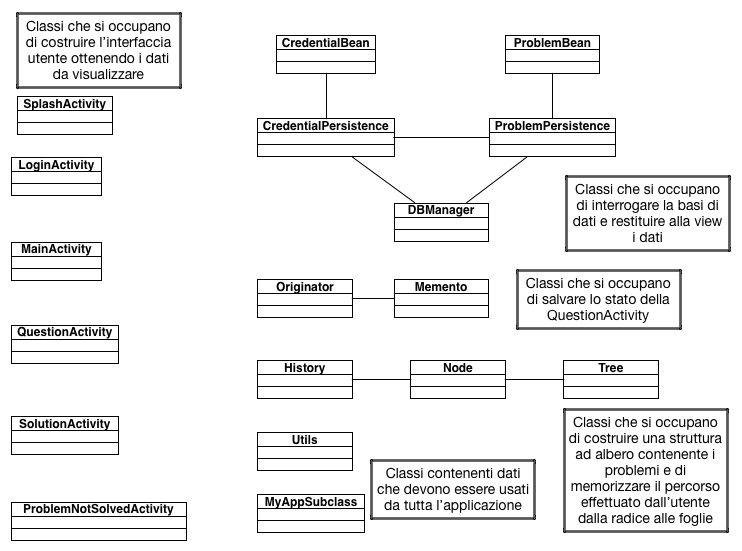 Classi che si occupano
di costruire l'interfaccia
utente ottenendo i dati
da visualizzare
SplashActivity
LoginActivity
MainActivity
QuestionActivity
SolutionActivity
ProblemNotSolvedActivity
CredentialBean
ProblemBean
CredentialPersistence
ProblemPersistence
DBManager
Classi che si occupano
di interrogare la basi di
dati e restituire alla view
i dati
Originator
Memento
Classi che si occupano
di salvare lo stato della
QuestionActivity
History
Node
Tree
Classi che si occupano
di costruire una struttura
ad albero contenente i
problemi e di
memorizzare il percorso
effettuato dall'utente
dalla radice alle foglie
Utils
MyAppSubclass
Classi contenenti dati
che devono essere usati
da tutta l'applicazione